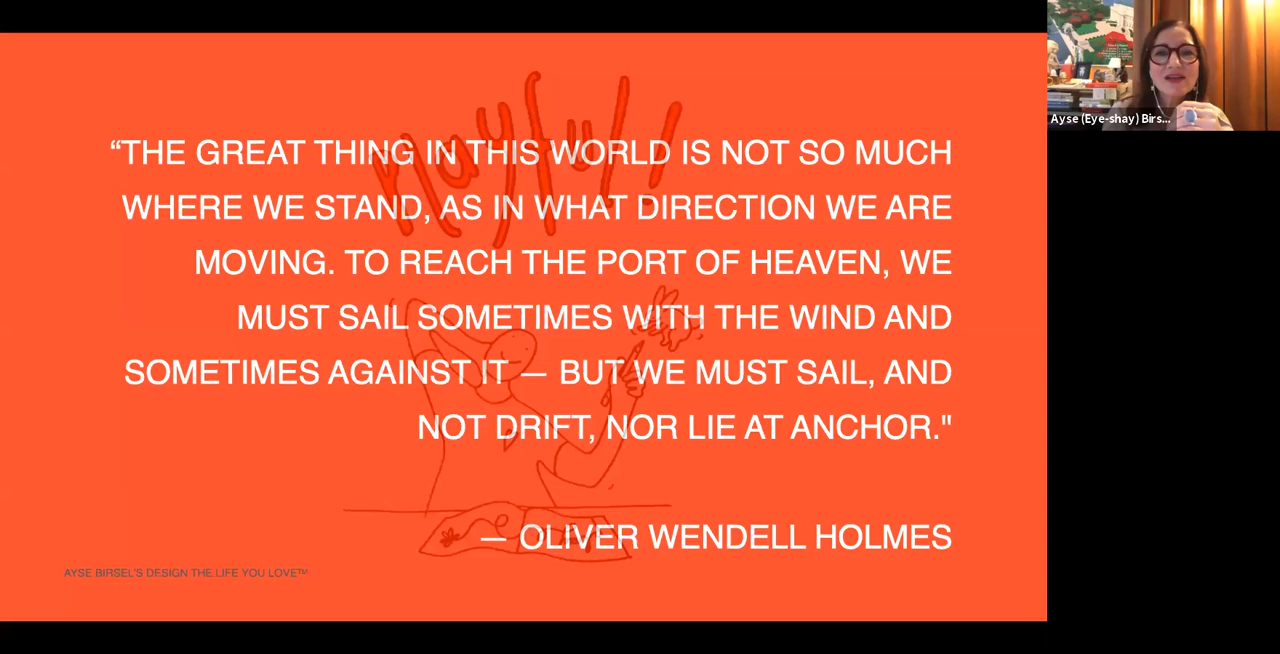 “THE GREAT THING IN THIS WORLD IS NOT SO MUCH
WHERE WE STAND, AS IN WHAT DIRECTION WE ARE
MOVING. TO REACH THE PORT OF HEAVEN, WE
MUST SAIL SOMETIMES WITH THE WIND AND
SOMETIMES AGAINST IT — BUT WE MUST SAIL, AND
NOT DRIFT, NOR LIE AT ANCHOR."
— OLIVER WENDELL HOLMES
AYSE BIRSEL'S DESIGN THE LIFE YOU LOVE™
Ayse (Eye-shay) Birs...